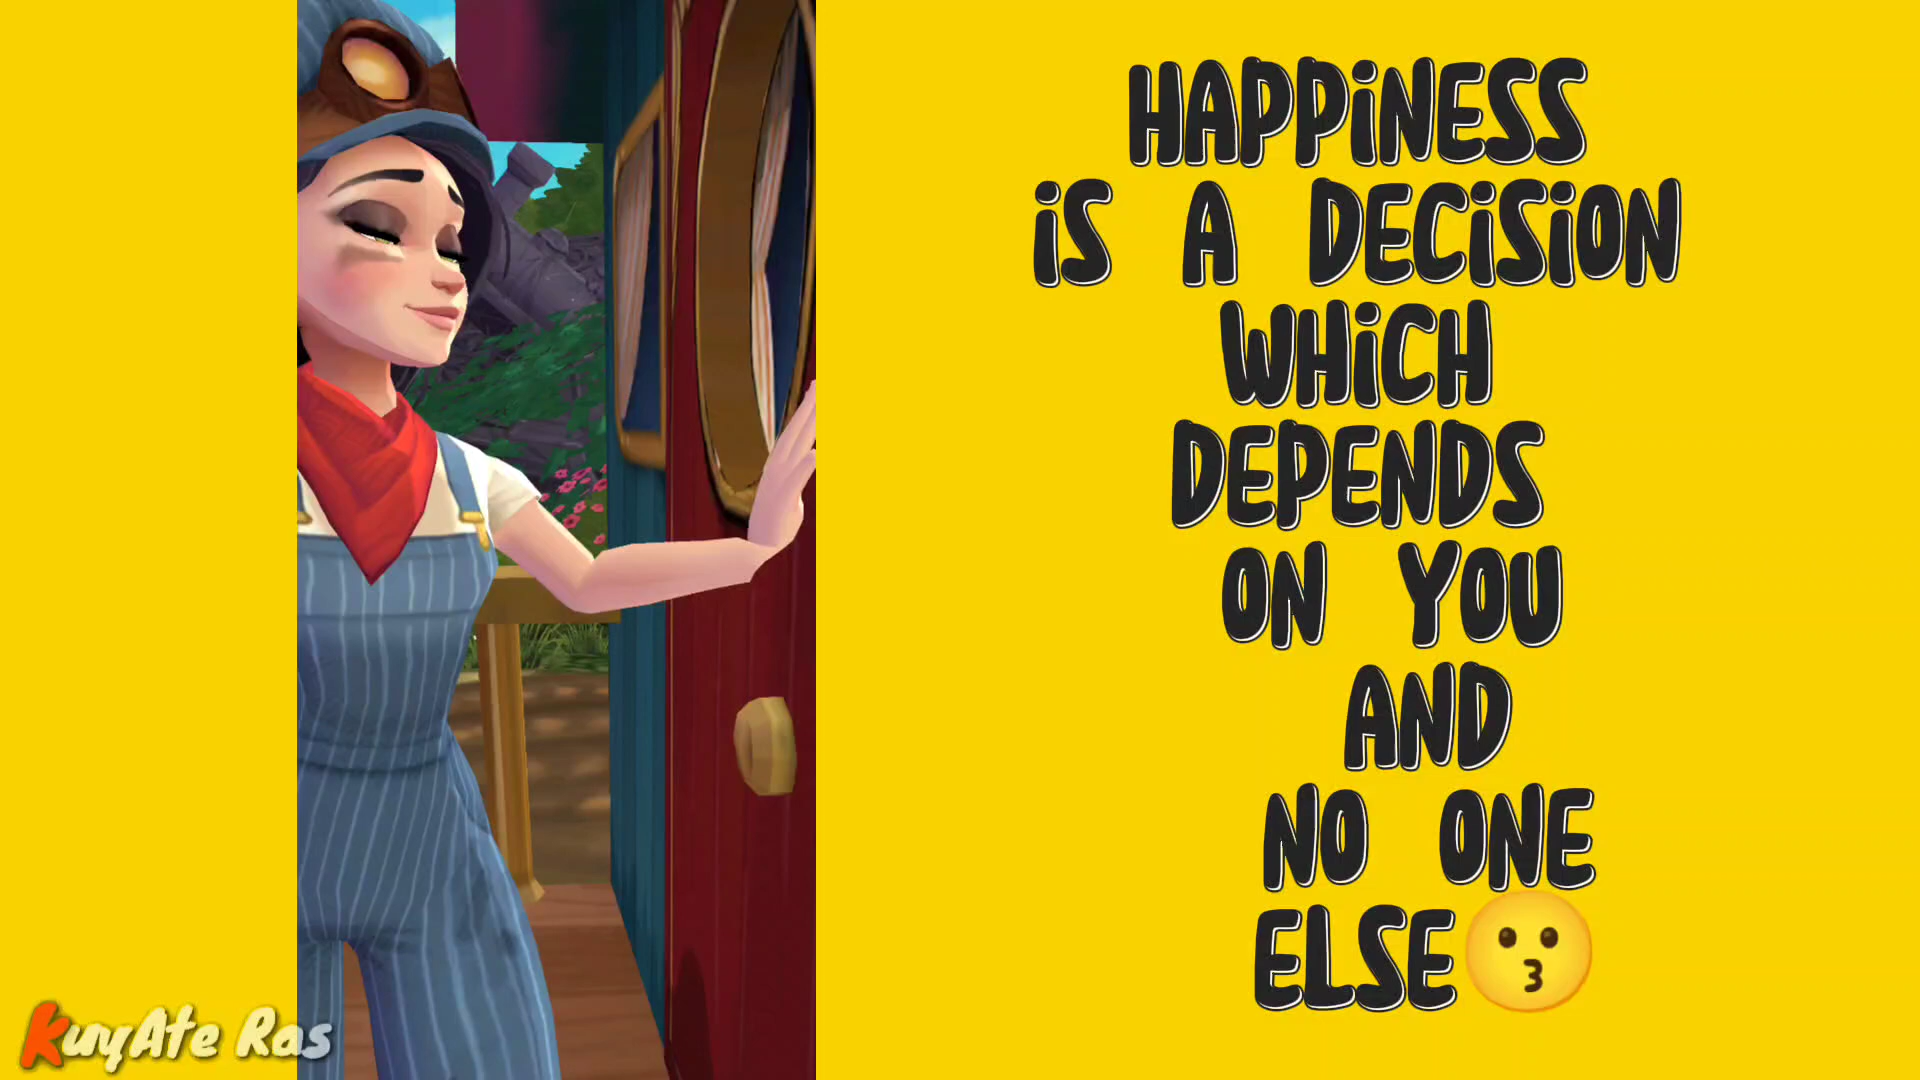 HAPPiNESS
iS A DECiSiON
WHiCH
DEPENDS
ON YOU
AND
NO ONE
ELSE😗
KuyAte Ras